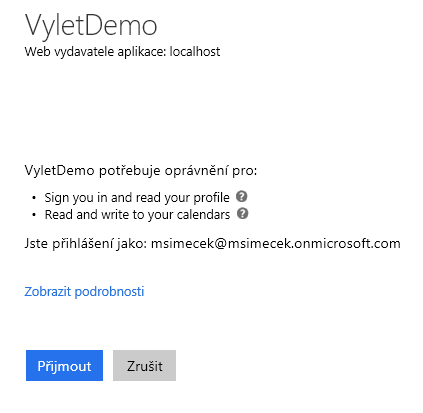 VyletDemo
Web vydavatele aplikace: localhost
VyletDemo potřebuje oprávnění pro:
• Sign you in and read your profile ?
• Read and write to your calendars ?
Jste přihlášení jako: msimecek@msimecek.onmicrosoft.com
Zobrazit podrobnosti
Přijmout Zrušit